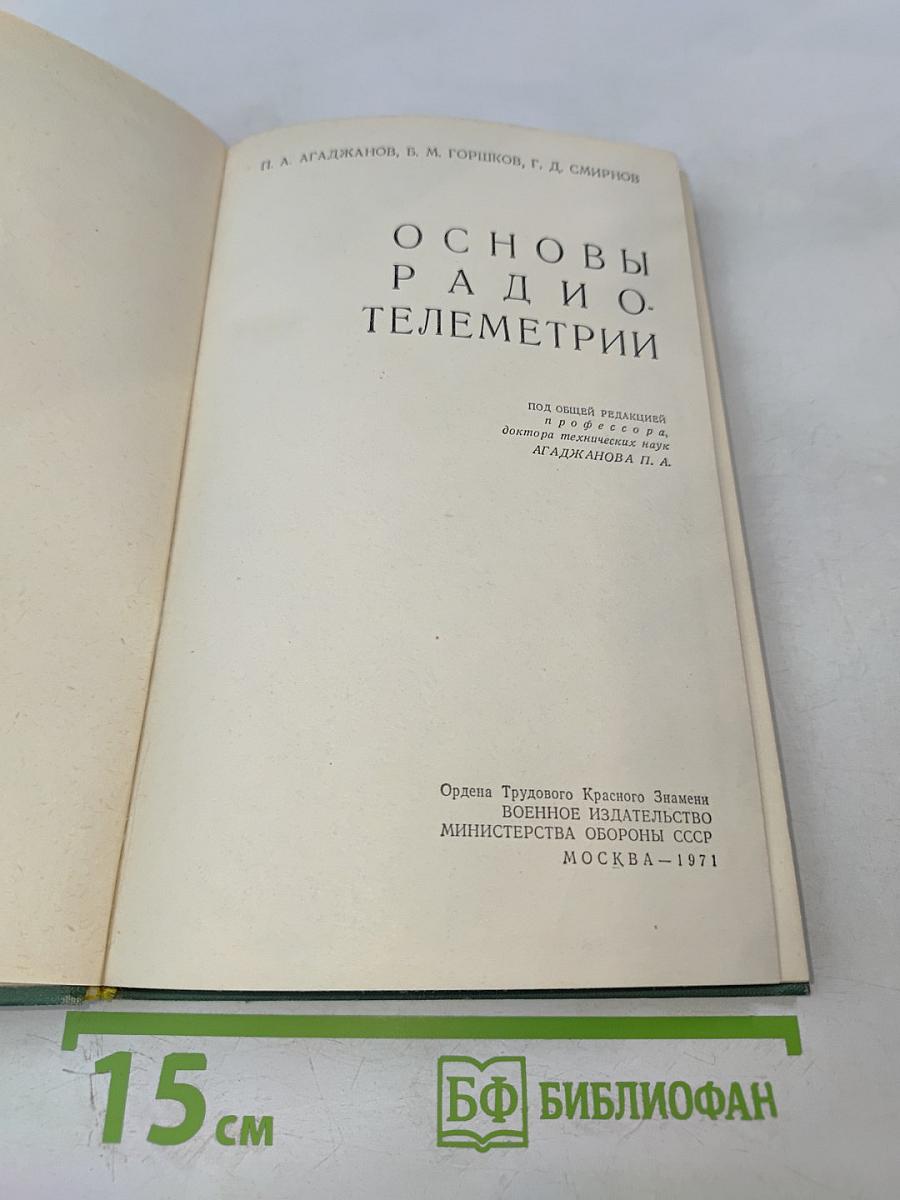 П. А. АГАДЖАНОВ, Б. М. ГОРШКОВ, Г. Д. СМИРНОВ
ОСНОВЫ
РАДИО-
ТЕЛЕМЕТРИИ
ПОД ОБЩЕЙ РЕДАКЦИЕЙ
профессора,
доктора технических наук
АГАДЖАНОВА П. А.
Ордена Трудового Красного Знамени
ВОЕННОЕ ИЗДАТЕЛЬСТВО
МИНИСТЕРСТВА ОБОРОНЫ СССР
МОСКВА — 1971
15 см
БФ БИБЛИОФАН